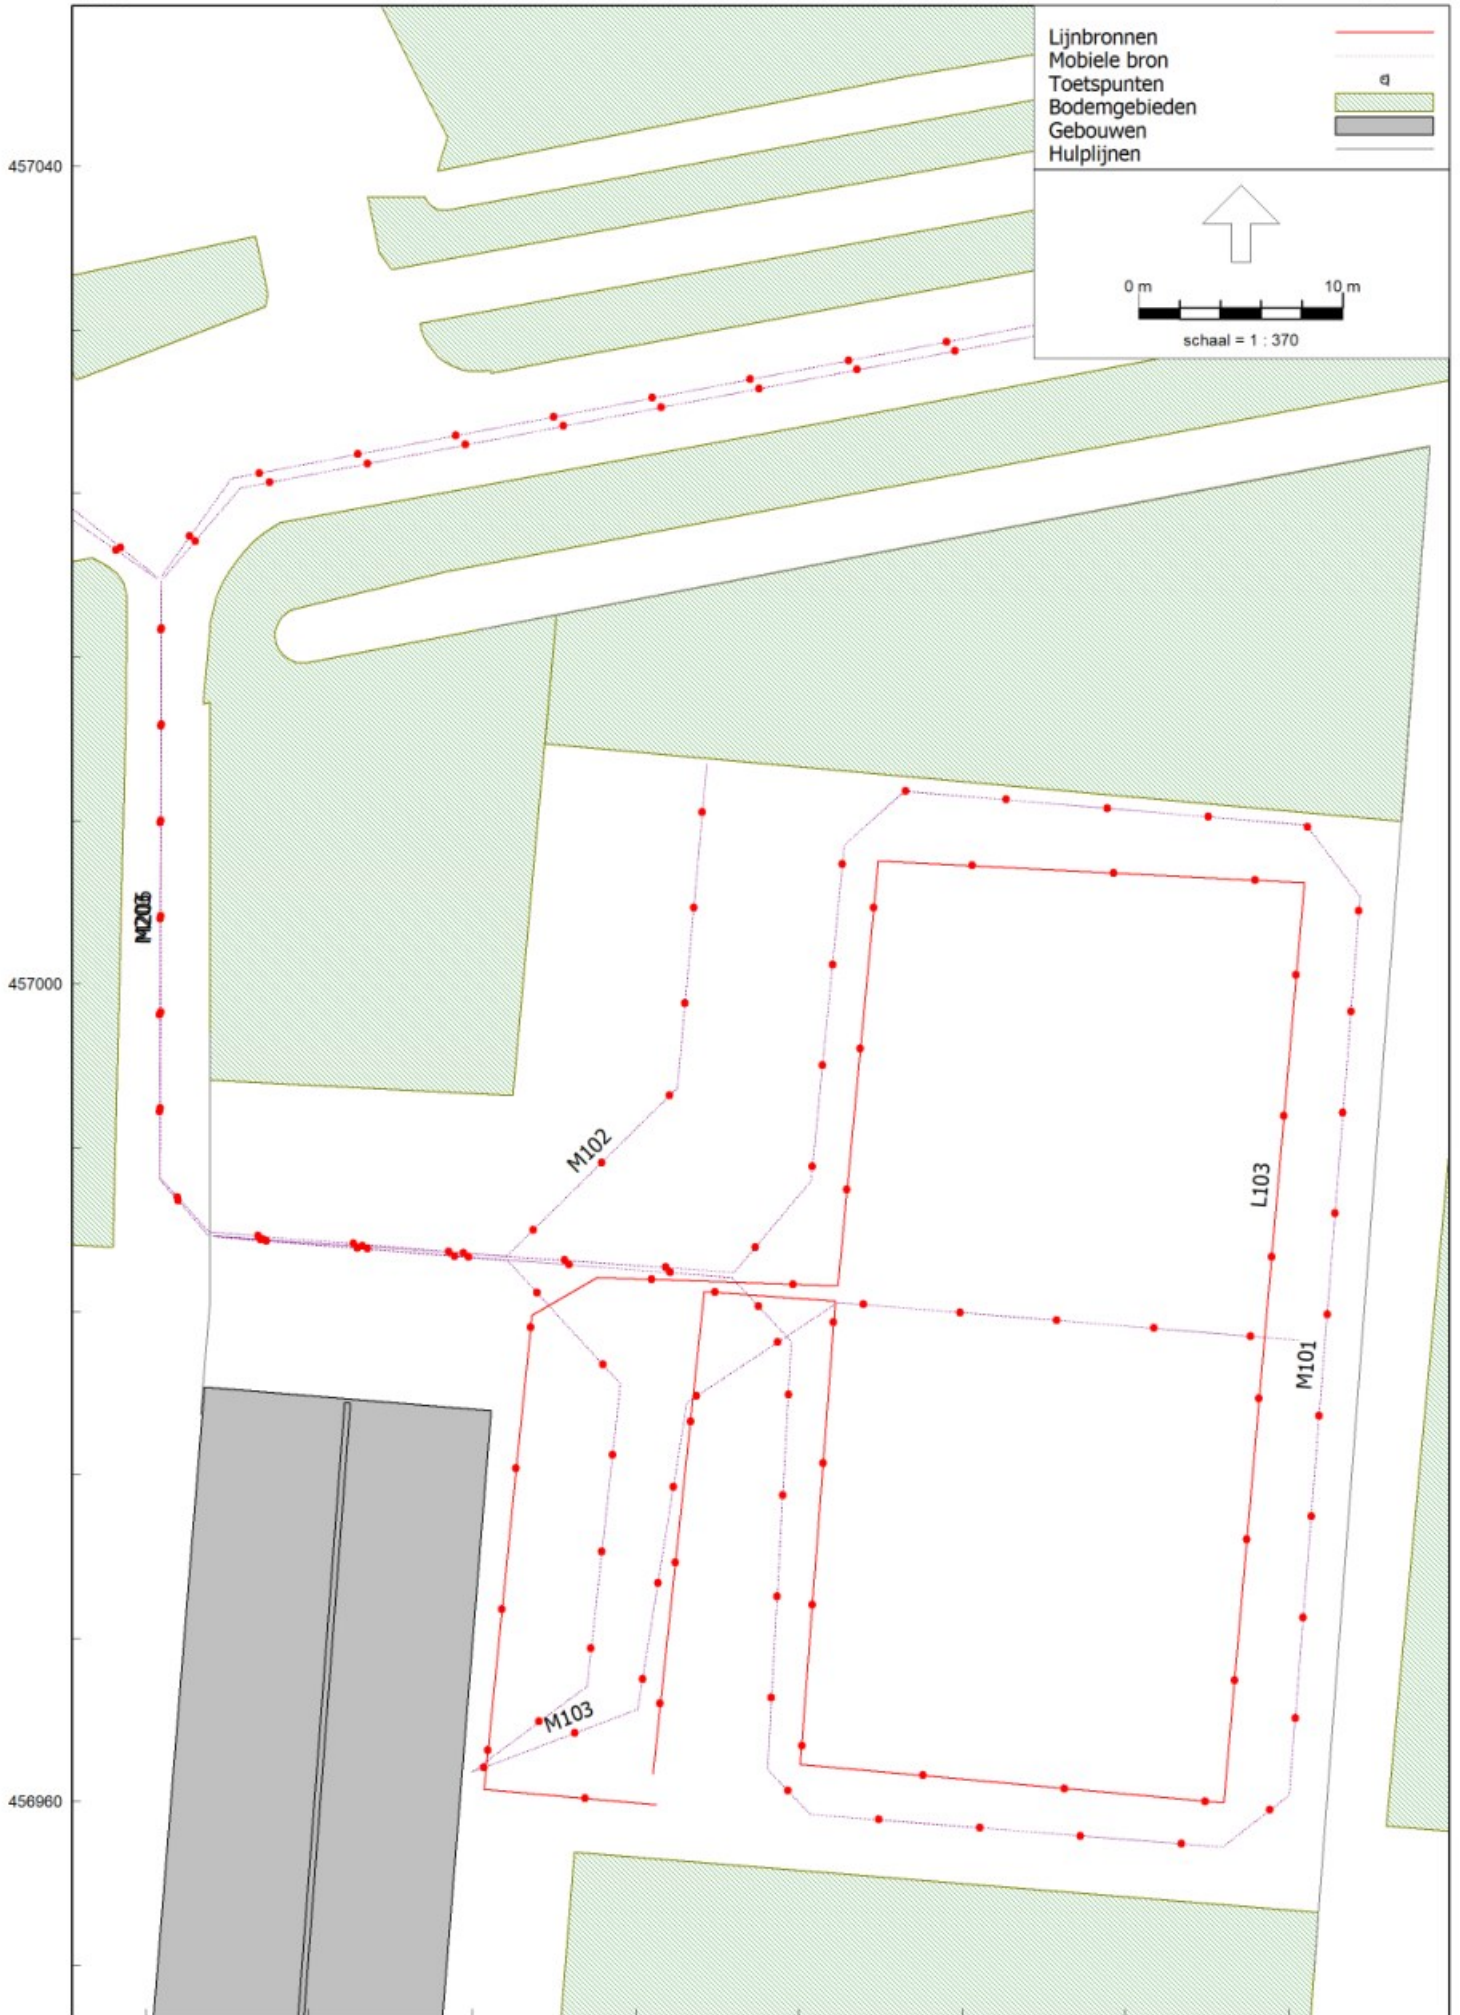 Lijnbronnen
Mobiele bron
Toetspunten
Bodemgebieden
Gebouwen
Hulplijnen
0 m 10 m
schaal = 1 : 370
457040
457000
M102
L103
M101
M103
456960